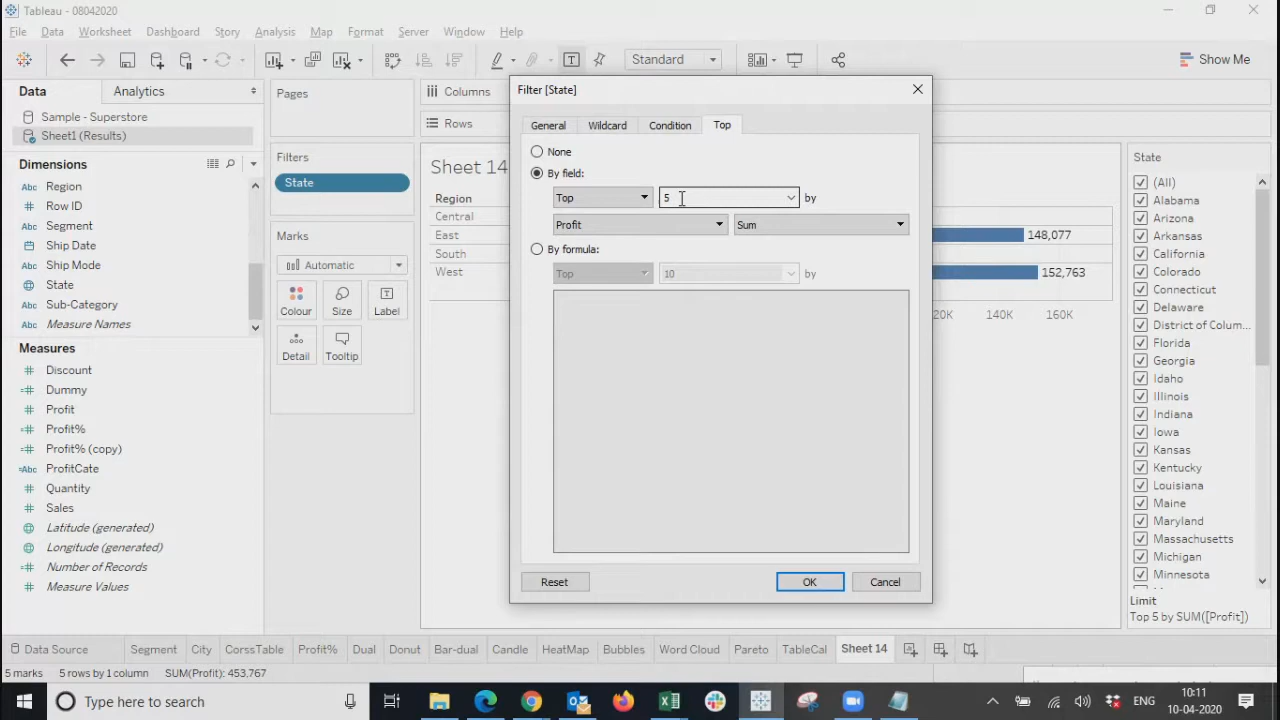 Tableau - 08042020
File Data Worksheet Dashboard Story Analysis Map Format Server Window Help
Standard
Show Me
Data
Analytics
Sample - Superstore
Sheet1 (Results)
Dimensions
Abc Region
# Row ID
Abc Segment
Ship Date
Abc Ship Mode
State
Abc Sub-Category
Abc Measure Names
Measures
# Discount
=# Dummy
# Profit
=# Profit%
=# Profit% (copy)
=Abc ProfitCate
# Quantity
# Sales
Latitude (generated)
Longitude (generated)
=# Number of Records
# Measure Values
Pages
Filters
State
Marks
Automatic
Colour
Size
Label
Detail
Tooltip
Columns
Rows
Sheet 14
Region
Central
East
South
West
148,077
152,763
20K
140K
160K
Filter [State]
General
Wildcard
Condition
Top
None
By field:
Top
5
by
Profit
Sum
By formula:
Top
10
by
Reset
OK
Cancel
State
(All)
Alabama
Arizona
Arkansas
California
Colorado
Connecticut
Delaware
District of Colum...
Florida
Georgia
Idaho
Illinois
Indiana
Iowa
Kansas
Kentucky
Louisiana
Maine
Maryland
Massachusetts
Michigan
Minnesota
Limit
Top 5 by SUM([Profit])
Data Source
Segment
City
CorssTable
Profit%
Dual
Donut
Bar-dual
Candle
HeatMap
Bubbles
Word Cloud
Pareto
TableCal
Sheet 14
5 marks
5 rows by 1 column
SUM(Profit): 453,767
Type here to search
ENG
10:11
10-04-2020